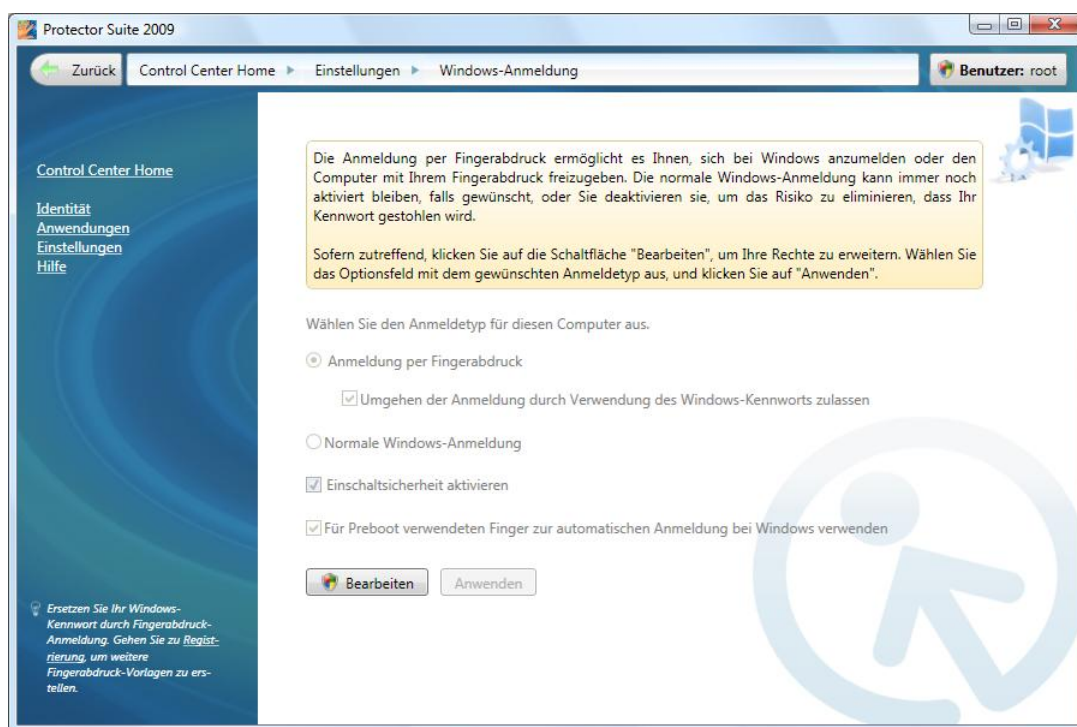 Protector Suite 2009
Zurück Control Center Home Einstellungen Windows-Anmeldung Benutzer: root
Control Center Home
Identität
Anwendungen
Einstellungen
Hilfe
Die Anmeldung per Fingerabdruck ermöglicht es Ihnen, sich bei Windows anzumelden oder den
Computer mit Ihrem Fingerabdruck freizugeben. Die normale Windows-Anmeldung kann immer noch
aktiviert bleiben, falls gewünscht, oder Sie deaktivieren sie, um das Risiko zu eliminieren, dass Ihr
Kennwort gestohlen wird.
Sofern zutreffend, klicken Sie auf die Schaltfläche "Bearbeiten", um Ihre Rechte zu erweitern. Wählen Sie
das Optionsfeld mit dem gewünschten Anmeldetyp aus, und klicken Sie auf "Anwenden".
Wählen Sie den Anmeldetyp für diesen Computer aus.
Anmeldung per Fingerabdruck
Umgehen der Anmeldung durch Verwendung des Windows-Kennworts zulassen
Normale Windows-Anmeldung
Einschaltsicherheit aktivieren
Für Preboot verwendeten Finger zur automatischen Anmeldung bei Windows verwenden
Bearbeiten Anwenden
Ersetzen Sie Ihr Windows-
Kennwort durch Fingerabdruck-
Anmeldung. Gehen Sie zu Regist-
rierung, um weitere
Fingerabdruck-Vorlagen zu ers-
tellen.